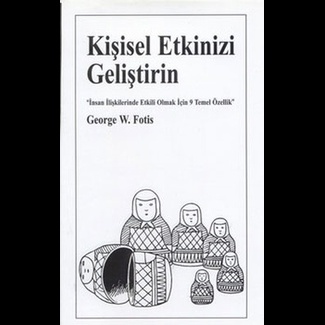 Kişisel Etkinizi
Geliştirin
"İnsan İlişkilerinde Etkili Olmak İçin 9 Temel Özellik"
George W. Fotis